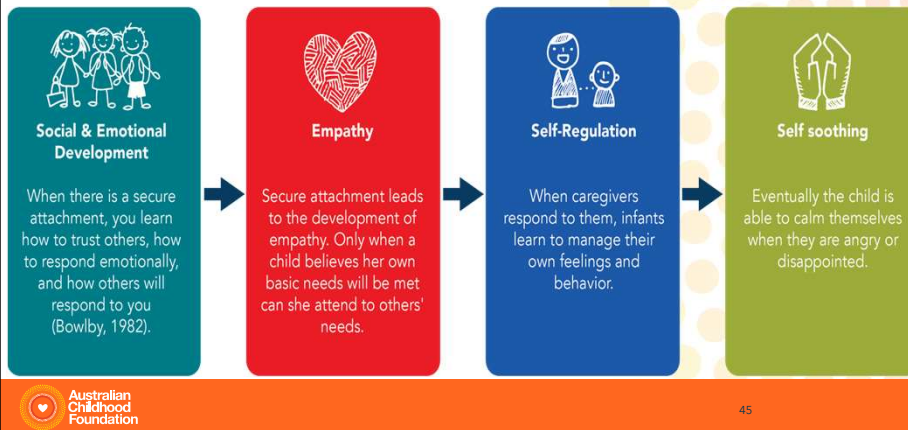 Social & Emotional
Development
When there is a secure
attachment, you learn
how to trust others, how
to respond emotionally,
and how others will
respond to you
(Bowlby, 1982).
Empathy
Secure attachment leads
to the development of
empathy. Only when a
child believes her own
basic needs will be met
can she attend to others'
needs.
Self-Regulation
When caregivers
respond to them, infants
learn to manage their
own feelings and
behavior.
Self soothing
Eventually the child is
able to calm themselves
when they are angry or
disappointed.
Australian
Childhood
Foundation
45